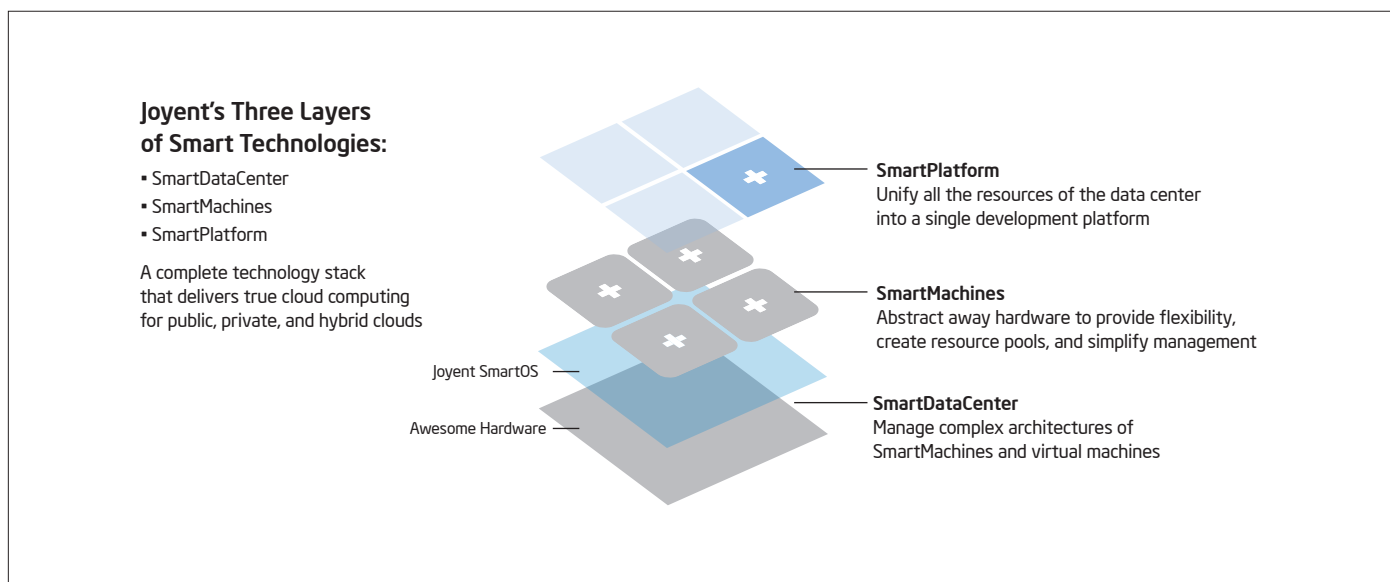 Joyent's Three Layers
of Smart Technologies:
▪ SmartDataCenter
▪ SmartMachines
▪ SmartPlatform
A complete technology stack
that delivers true cloud computing
for public, private, and hybrid clouds
SmartPlatform
Unify all the resources of the data center
into a single development platform
SmartMachines
Abstract away hardware to provide flexibility,
create resource pools, and simplify management
Joyent SmartOS
Awesome Hardware
SmartDataCenter
Manage complex architectures of
SmartMachines and virtual machines